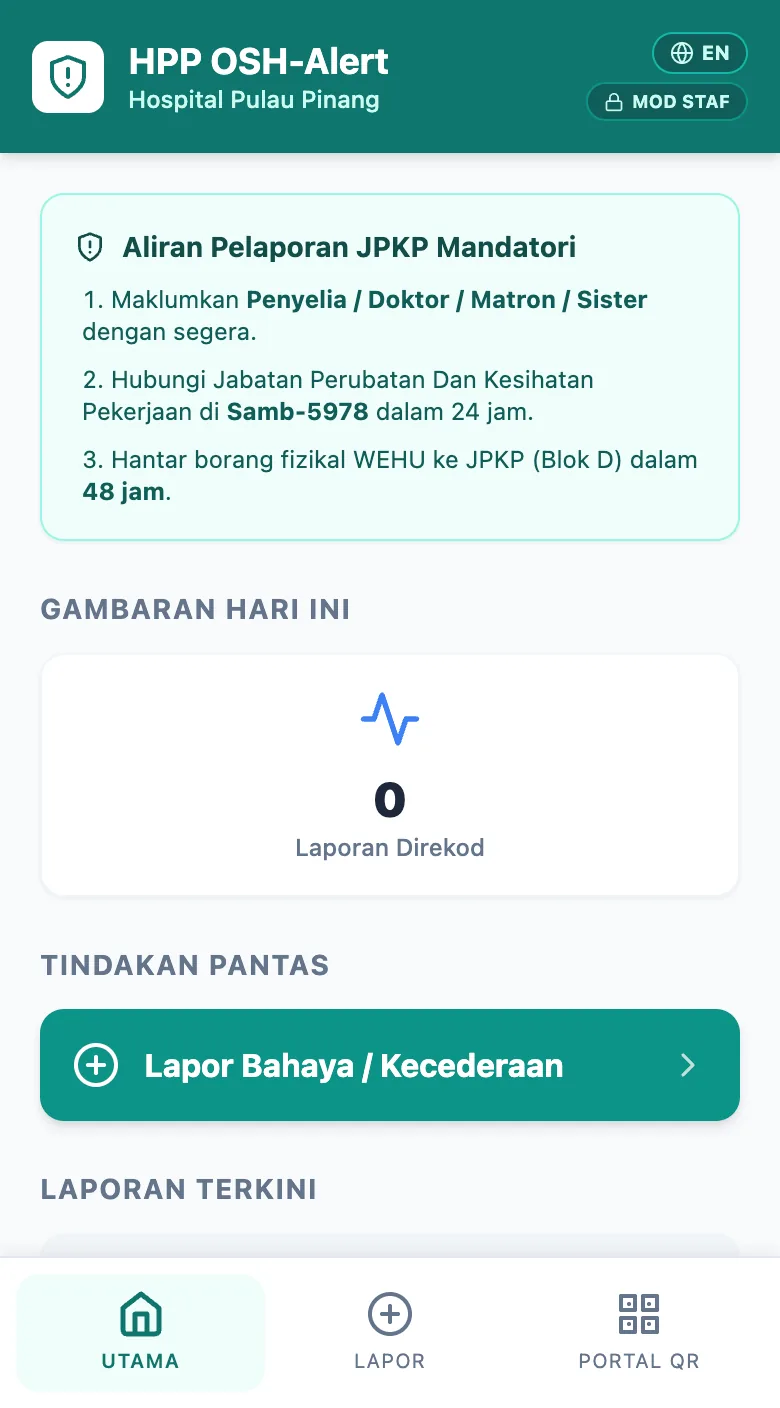 HPP OSH-Alert
Hospital Pulau Pinang
EN
MOD STAF
Aliran Pelaporan JPKP Mandatori
1. Maklumkan Penyelia / Doktor / Matron / Sister
dengan segera.
2. Hubungi Jabatan Perubatan Dan Kesihatan
Pekerjaan di Samb-5978 dalam 24 jam.
3. Hantar borang fizikal WEHU ke JPKP (Blok D) dalam
48 jam.
GAMBARAN HARI INI
0
Laporan Direkod
TINDAKAN PANTAS
Lapor Bahaya / Kecederaan
LAPORAN TERKINI
UTAMA
LAPOR
PORTAL QR